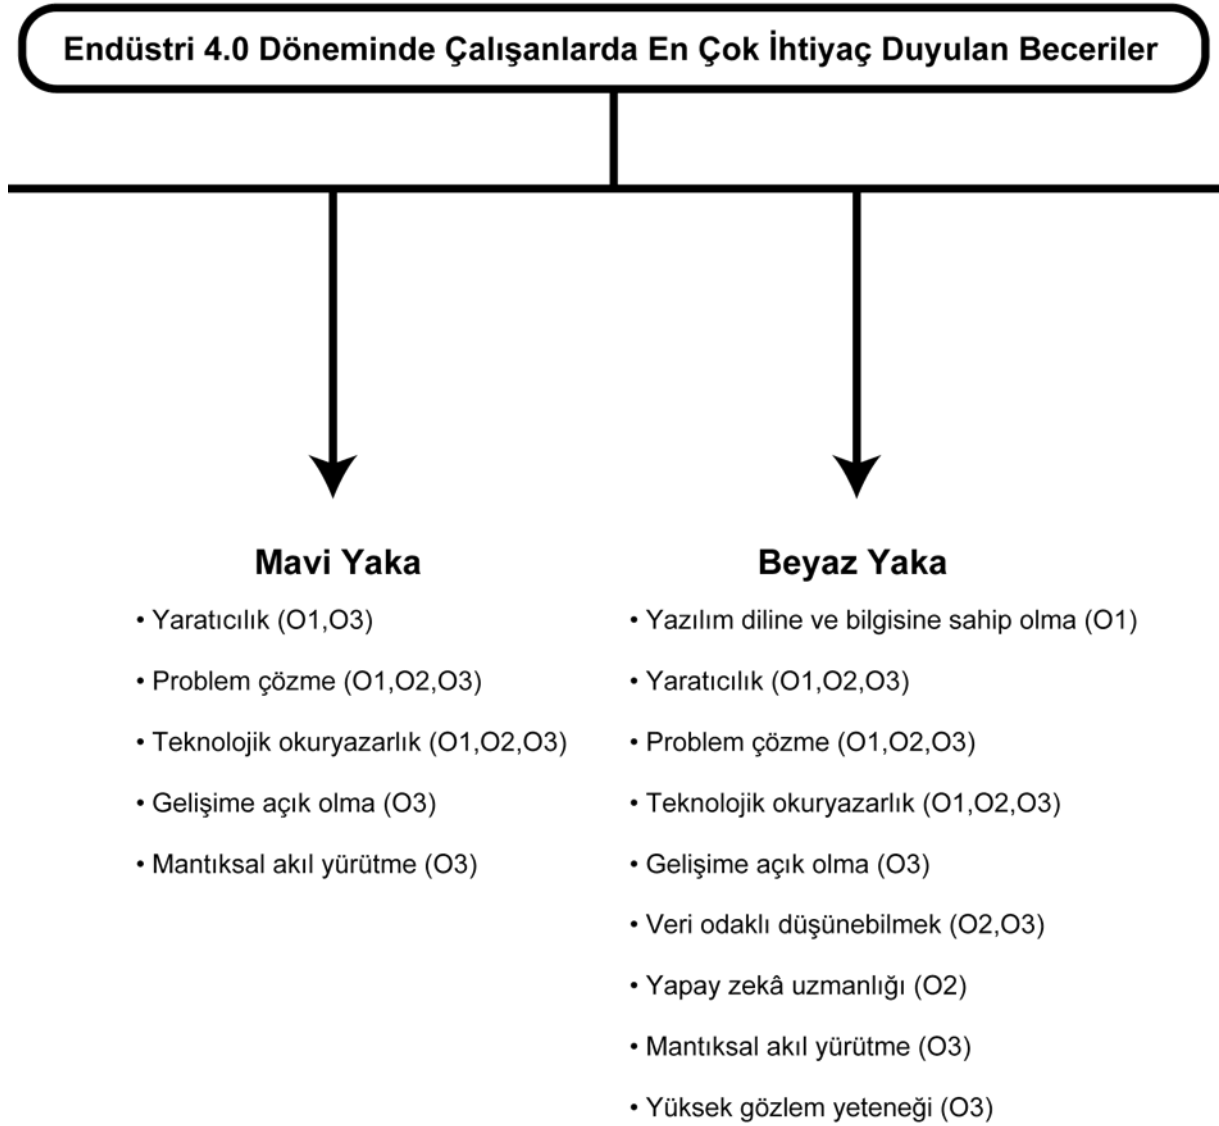 Endüstri 4.0 Döneminde Çalışanlarda En Çok İhtiyaç Duyulan Beceriler
Mavi Yaka
• Yaratıcılık (O1,O3)
• Problem çözme (O1,O2,O3)
• Teknolojik okuryazarlık (O1,O2,O3)
• Gelişime açık olma (O3)
• Mantıksal akıl yürütme (O3)
Beyaz Yaka
• Yazılım diline ve bilgisine sahip olma (O1)
• Yaratıcılık (O1,O2,O3)
• Problem çözme (O1,O2,O3)
• Teknolojik okuryazarlık (O1,O2,O3)
• Gelişime açık olma (O3)
• Veri odaklı düşünebilmek (O2,O3)
• Yapay zekâ uzmanlığı (O2)
• Mantıksal akıl yürütme (O3)
• Yüksek gözlem yeteneği (O3)